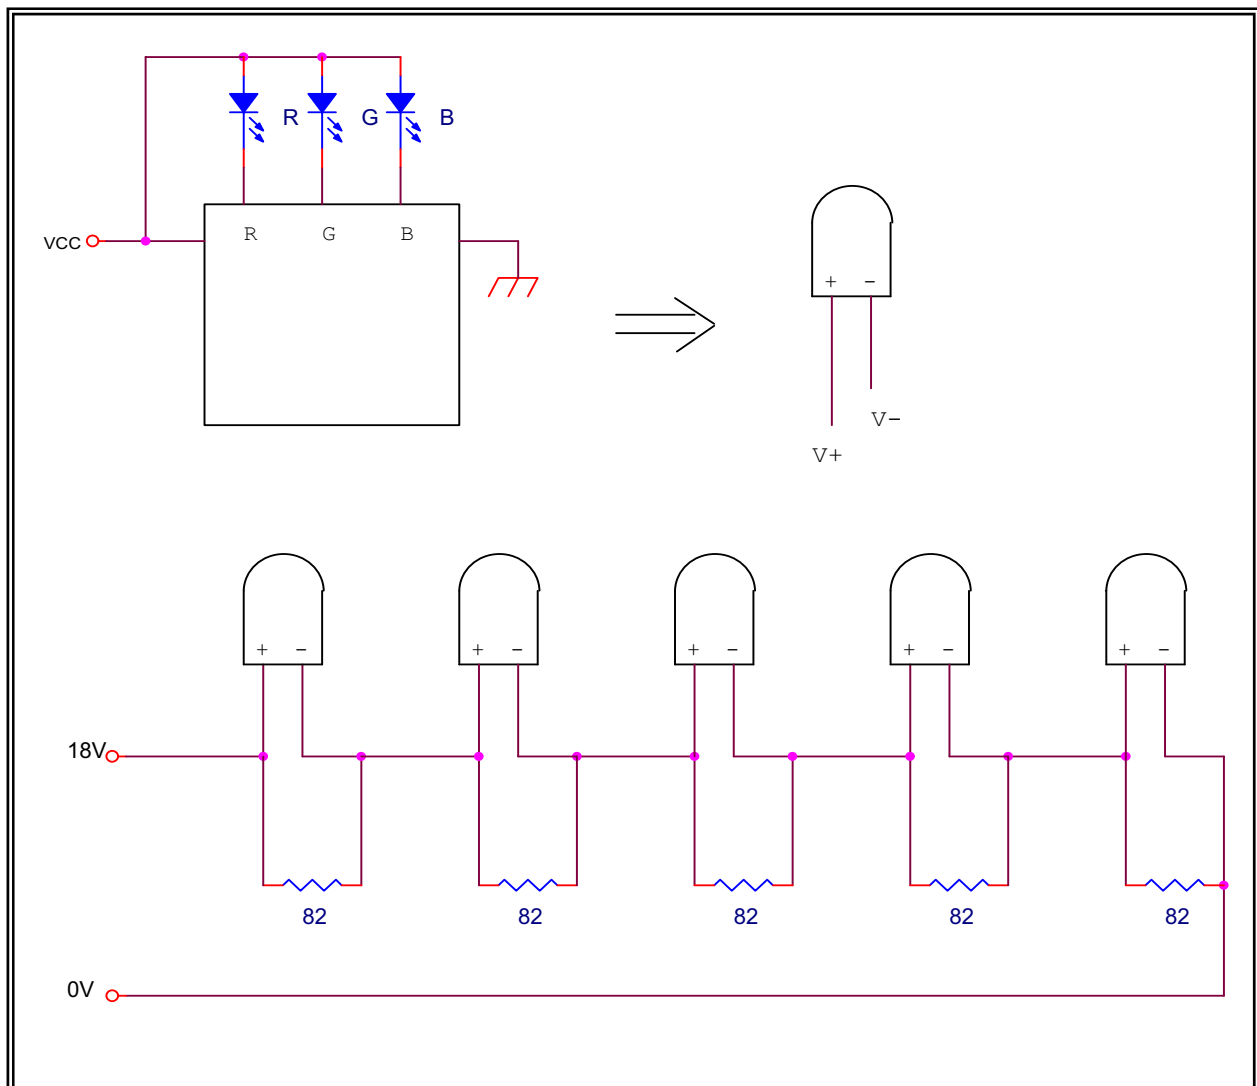 R G B
VCC
R G B
+ -
V-
V+
+ - + - + - + - + -
18V
82 82 82 82 82
0V